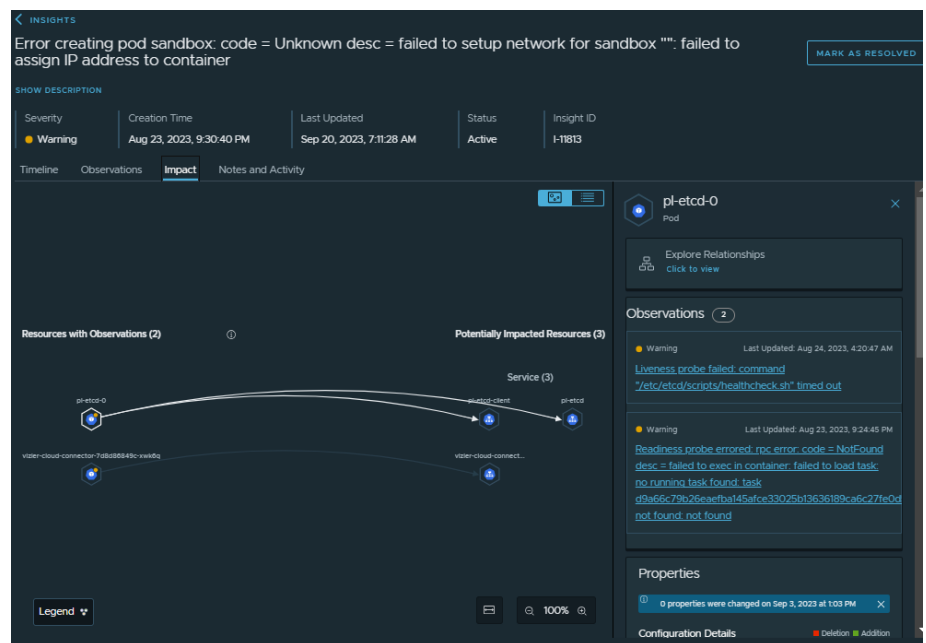 INSIGHTS
Error creating pod sandbox: code = Unknown desc = failed to setup network for sandbox "": failed to
assign IP address to container
MARK AS RESOLVED
SHOW DESCRIPTION
Severity
Warning
Creation Time
Aug 23, 2023, 9:30:40 PM
Last Updated
Sep 20, 2023, 7:11:28 AM
Status
Active
Insight ID
I-11813
Timeline Observations Impact Notes and Activity
Resources with Observations (2)
Potentially Impacted Resources (3)
Service (3)
pl-etcd-0
pl-etcd-client
pl-etcd
vizier-cloud-connector-7d8d86849c-xwk6q
vizier-cloud-connect...
Legend
100%
pl-etcd-0
Pod
Explore Relationships
Click to view
Observations 2
Warning Last Updated: Aug 24, 2023, 4:20:47 AM
Liveness probe failed: command
"/etc/etcd/scripts/healthcheck.sh" timed out
Warning Last Updated: Aug 23, 2023, 9:24:45 PM
Readiness probe errored: rpc error: code = NotFound
desc = failed to exec in container: failed to load task:
no running task found: task
d9a66c79b26eaefba145afce33025b13636189ca6c27fe0d
not found: not found
Properties
0 properties were changed on Sep 3, 2023 at 1:03 PM
Configuration Details
Deletion Addition